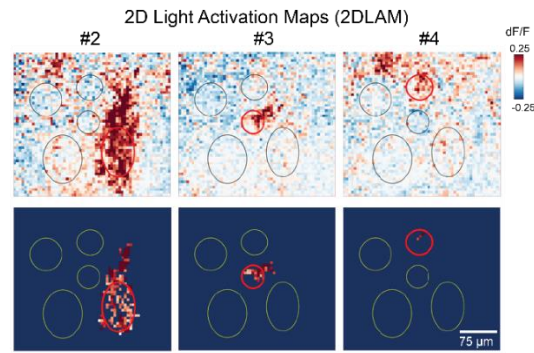 2D Light Activation Maps (2DLAM)
#2 #3 #4
dF/F
0.25
-0.25
75 μm